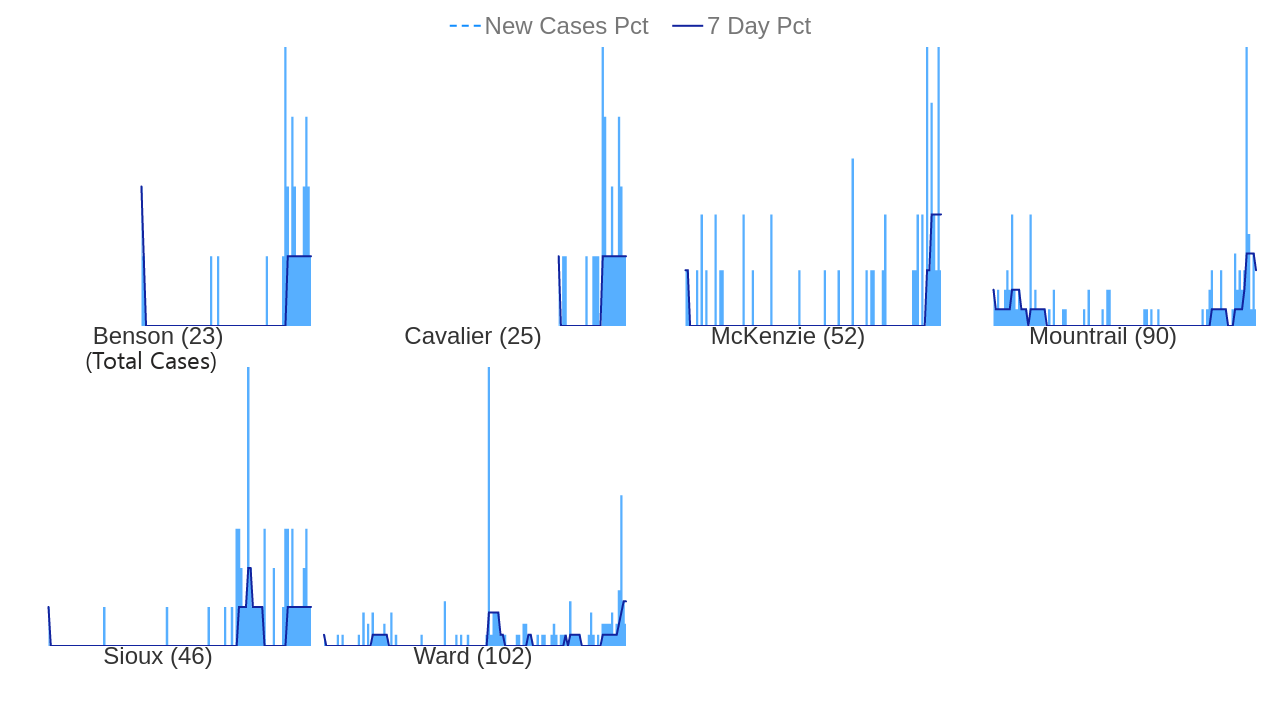 New Cases Pct 7 Day Pct
Benson (23) Cavalier (25) McKenzie (52) Mountrail (90)
(Total Cases)
Sioux (46) Ward (102)